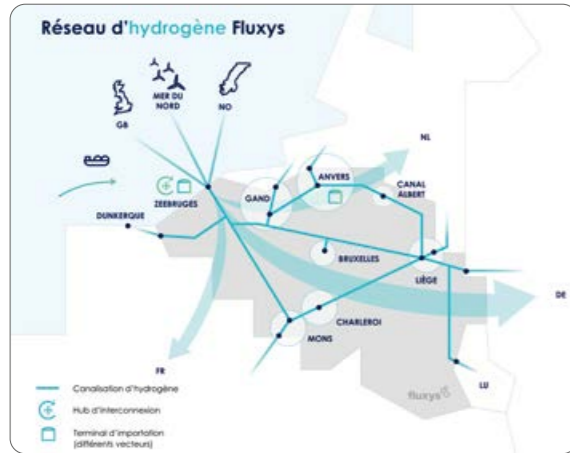 Réseau d'hydrogène Fluxys
GB
MER DU
NORD
NO
NL
ZEEBRUGES
DUNKERQUE
GAND
ANVERS
CANAL
ALBERT
BRUXELLES
LIÈGE
DE
CHARLEROI
MONS
FR
LU
fluxys
Canalisation d'hydrogène
Hub d'interconnexion
Terminal d'importation
(différents vecteurs)